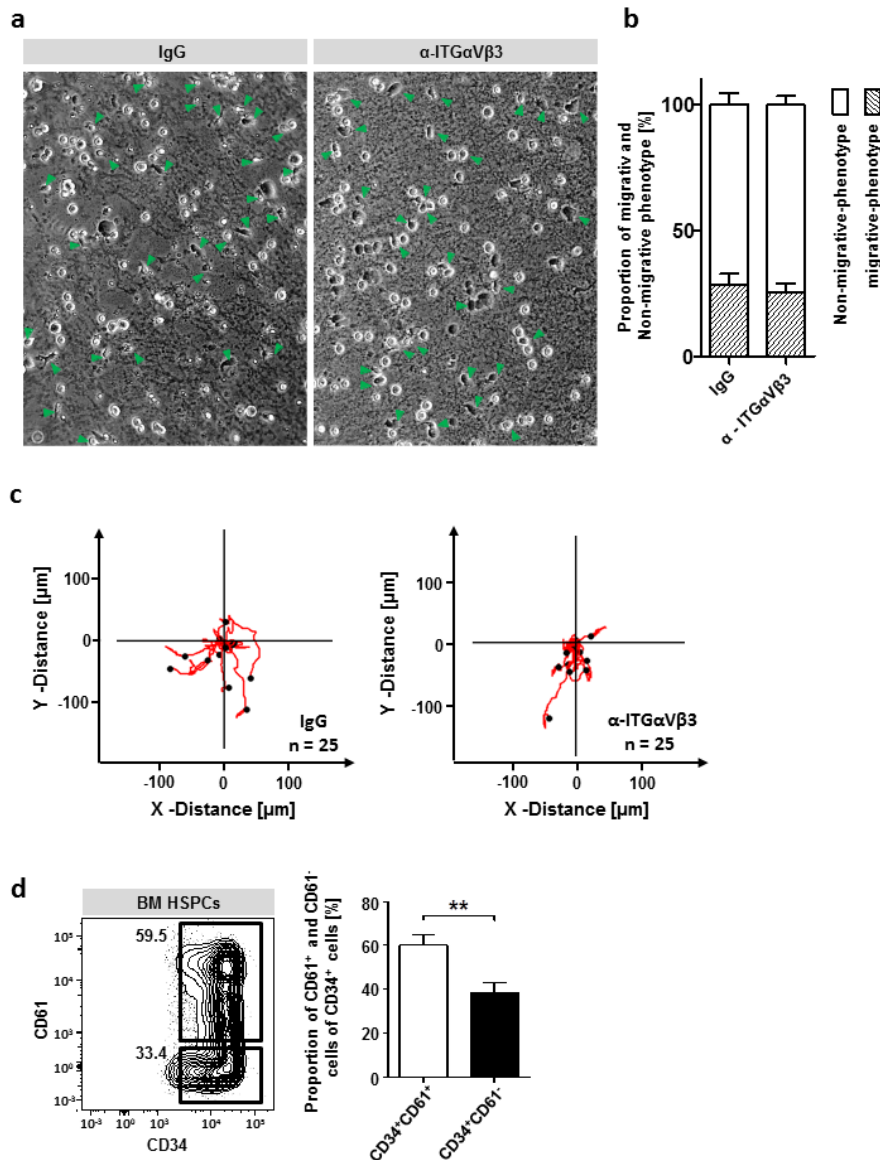 a
IgG
α-ITGαVβ3
b
Proportion of migrativ and
Non-migrative phenotype [%]
100
50
0
IgG
α - ITGαVβ3
Non-migrative-phenotype
migrative-phenotype
c
Y -Distance [µm]
100
0
-100
IgG
n = 25
-100
0
100
X -Distance [µm]
Y -Distance [µm]
100
0
-100
α-ITGαVβ3
n = 25
-100
0
100
X -Distance [µm]
d
BM HSPCs
CD61
10⁵
10⁴
10³
10⁰
10⁻³
59.5
33.4
10⁻³
10⁰
10³
10⁴
10⁵
CD34
Proportion of CD61⁺ and CD61⁻
cells of CD34⁺ cells [%]
80
60
40
20
0
**
CD34⁺CD61⁺
CD34⁺CD61⁻